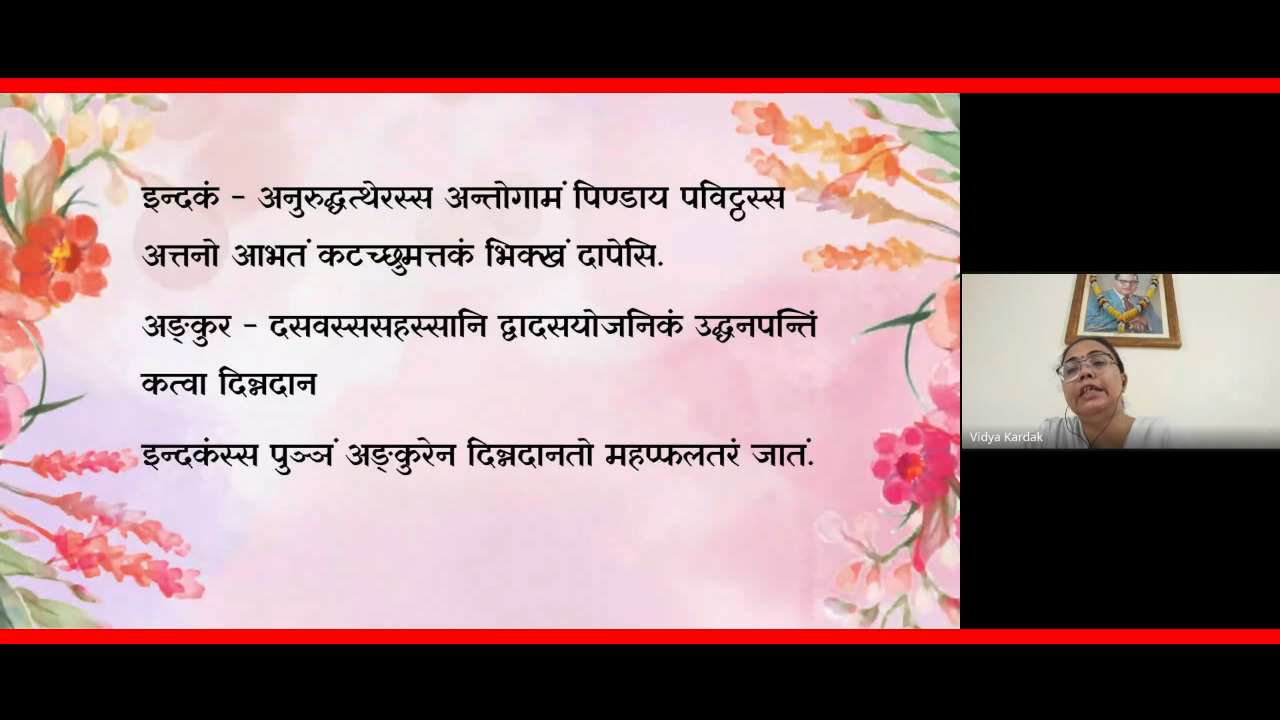 इन्दकं - अनुरुद्धत्थेरस्स अन्तोगामं पिण्डाय पविट्ठस्स
अत्तनो आभतं कटच्छुमत्तकं भिक्खं दापेसि.
अङ्कुर - दसवस्ससहस्सानि द्वादसयोजनिकं उद्धनपन्तिं
कत्वा दिन्नदान
इन्दकंस्स पुञ्ञं अङ्कुरेन दिन्नदानतो महप्फलतरं जातं.
Vidya Kardak